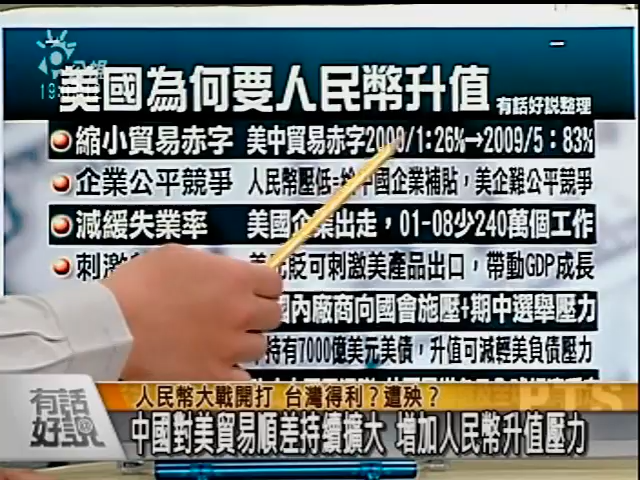 公視
美國為何要人民幣升值 有話好說整理
縮小貿易赤字 美中貿易赤字2000/1:26%→2009/5:83%
企業公平競爭 人民幣壓低=給中國企業補貼,美企難公平競爭
減緩失業率 美國企業出走,01-08少240萬個工作
刺激 美元貶可刺激美產品出口,帶動GDP成長
國內廠商向國會施壓+期中選舉壓力
持有7000億美元美債,升值可減輕美負債壓力
人民幣大戰開打 台灣得利?遭殃?
有話好說
中國對美貿易順差持續擴大 增加人民幣升值壓力
PTS